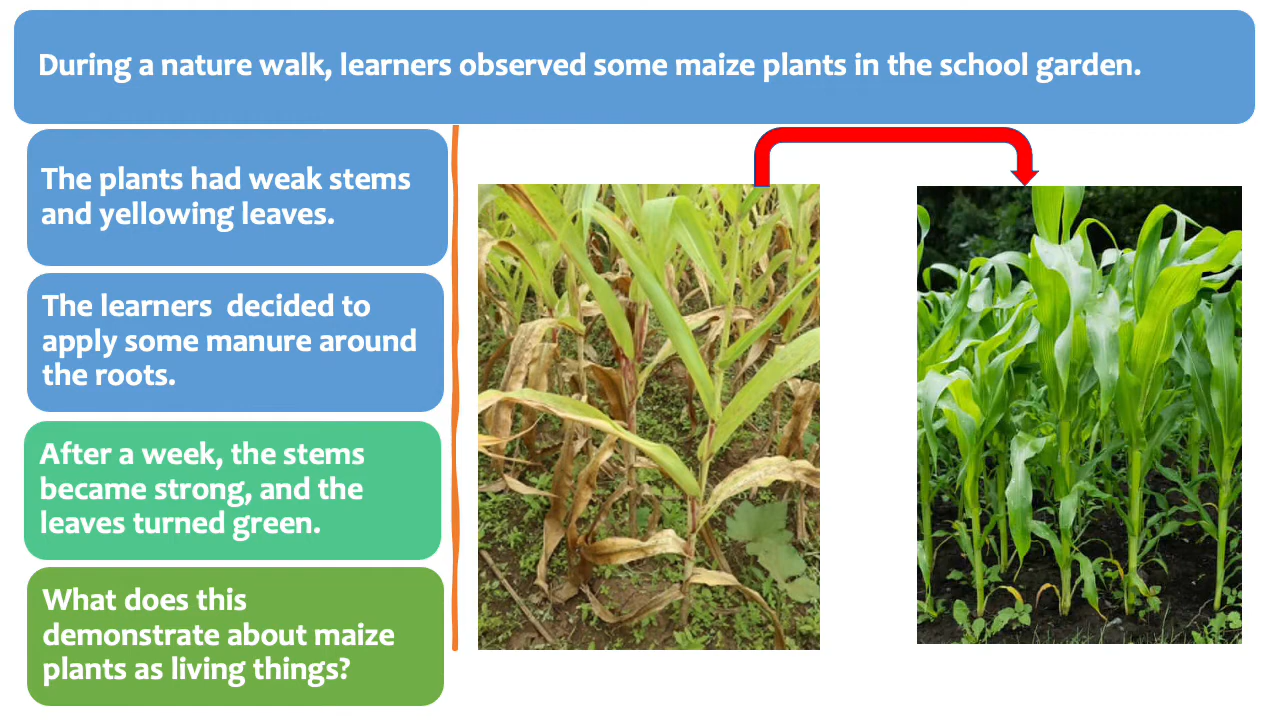 During a nature walk, learners observed some maize plants in the school garden.
The plants had weak stems
and yellowing leaves.
The learners  decided to
apply some manure around
the roots.
After a week, the stems
became strong, and the
leaves turned green.
What does this
demonstrate about maize
plants as living things?